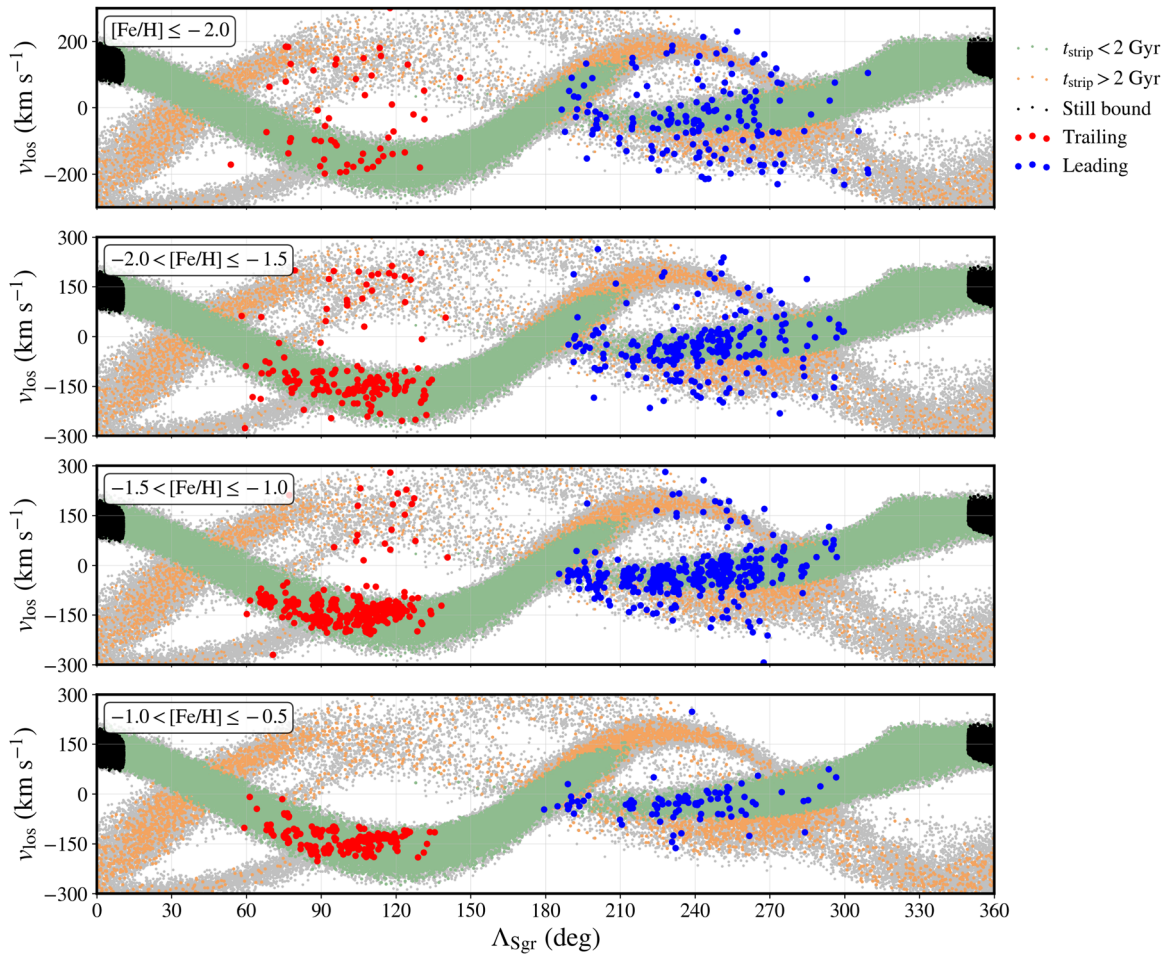 [Fe/H] ≤ −2.0
200
0
−200
v_los (km s⁻¹)
t_strip < 2 Gyr
t_strip > 2 Gyr
Still bound
Trailing
Leading
−2.0 < [Fe/H] ≤ −1.5
300
150
0
−150
−300
v_los (km s⁻¹)
−1.5 < [Fe/H] ≤ −1.0
300
150
0
−150
−300
v_los (km s⁻¹)
−1.0 < [Fe/H] ≤ −0.5
300
150
0
−150
−300
v_los (km s⁻¹)
0 30 60 90 120 150 180 210 240 270 300 330 360
Λ_Sgr (deg)